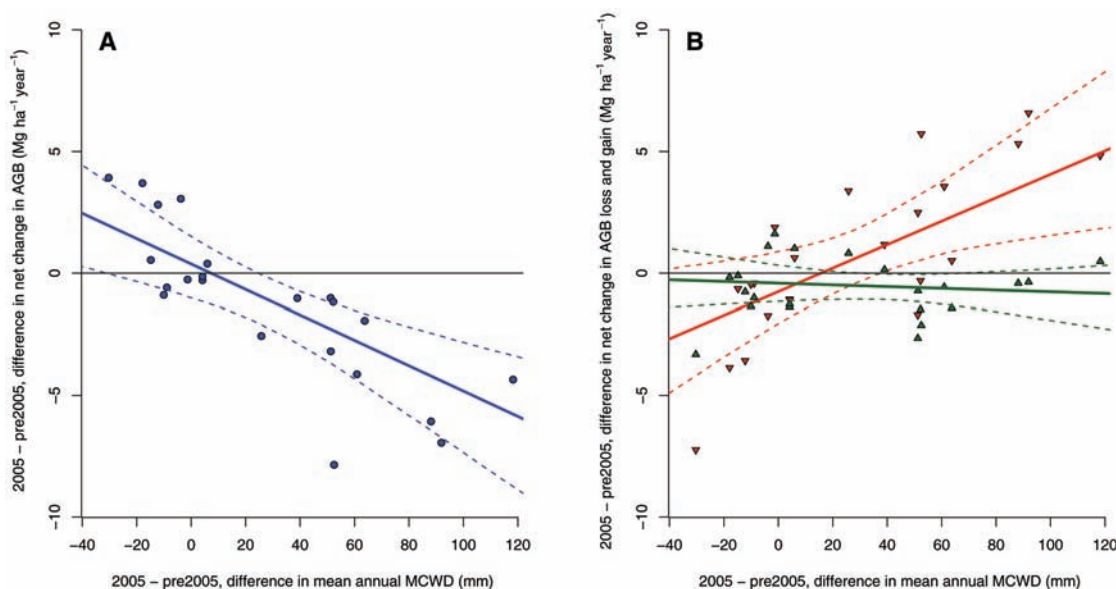 A
B
2005 – pre2005, difference in net change in AGB (Mg ha⁻¹ year⁻¹)
10
5
0
−5
−10
−40 −20 0 20 40 60 80 100 120
2005 – pre2005, difference in mean annual MCWD (mm)
2005 – pre2005, difference in net change in AGB loss and gain (Mg ha⁻¹ year⁻¹)
10
5
0
−5
−10
−40 −20 0 20 40 60 80 100 120
2005 – pre2005, difference in mean annual MCWD (mm)